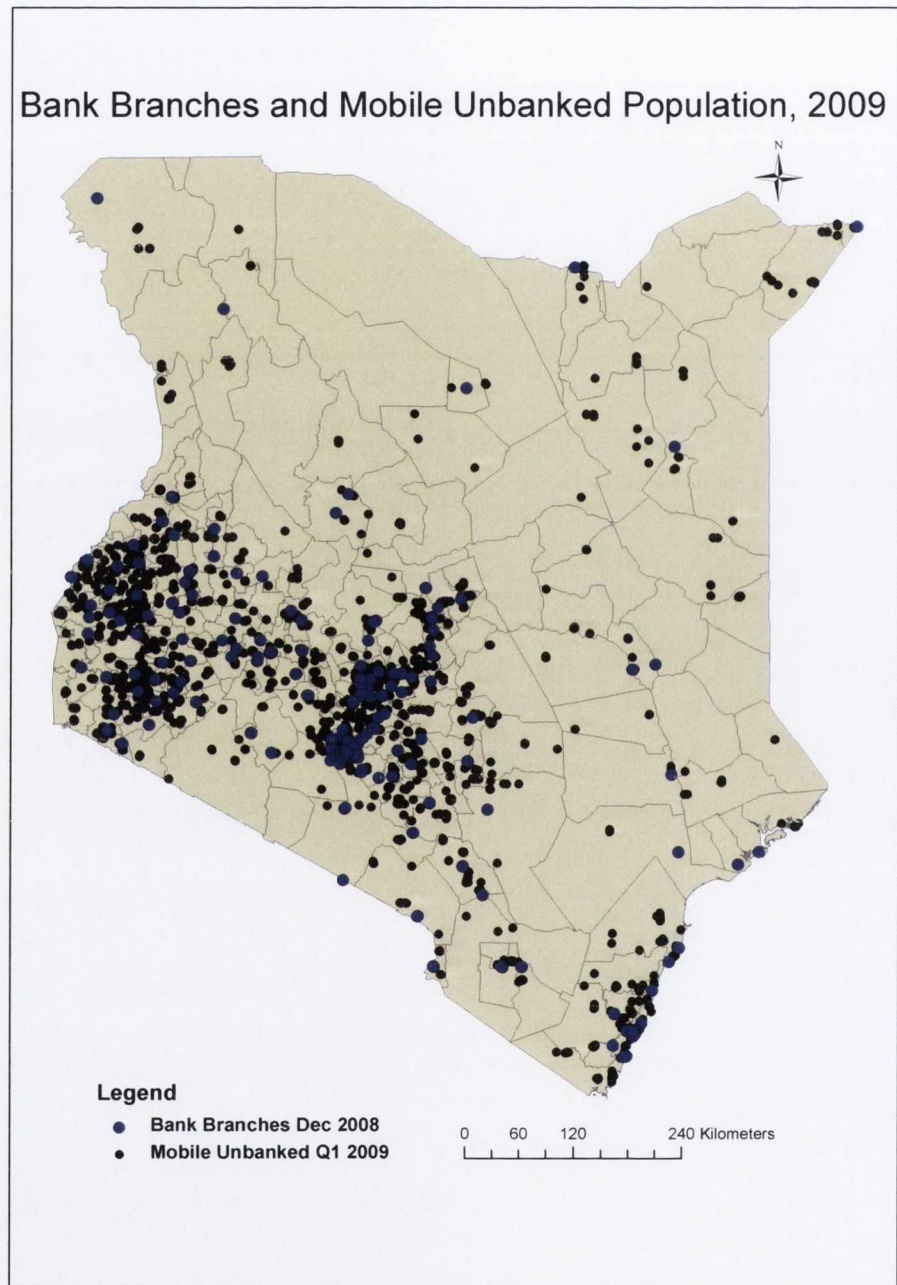 Bank Branches and Mobile Unbanked Population, 2009
N
Legend
Bank Branches Dec 2008
Mobile Unbanked Q1 2009
0 60 120 240 Kilometers